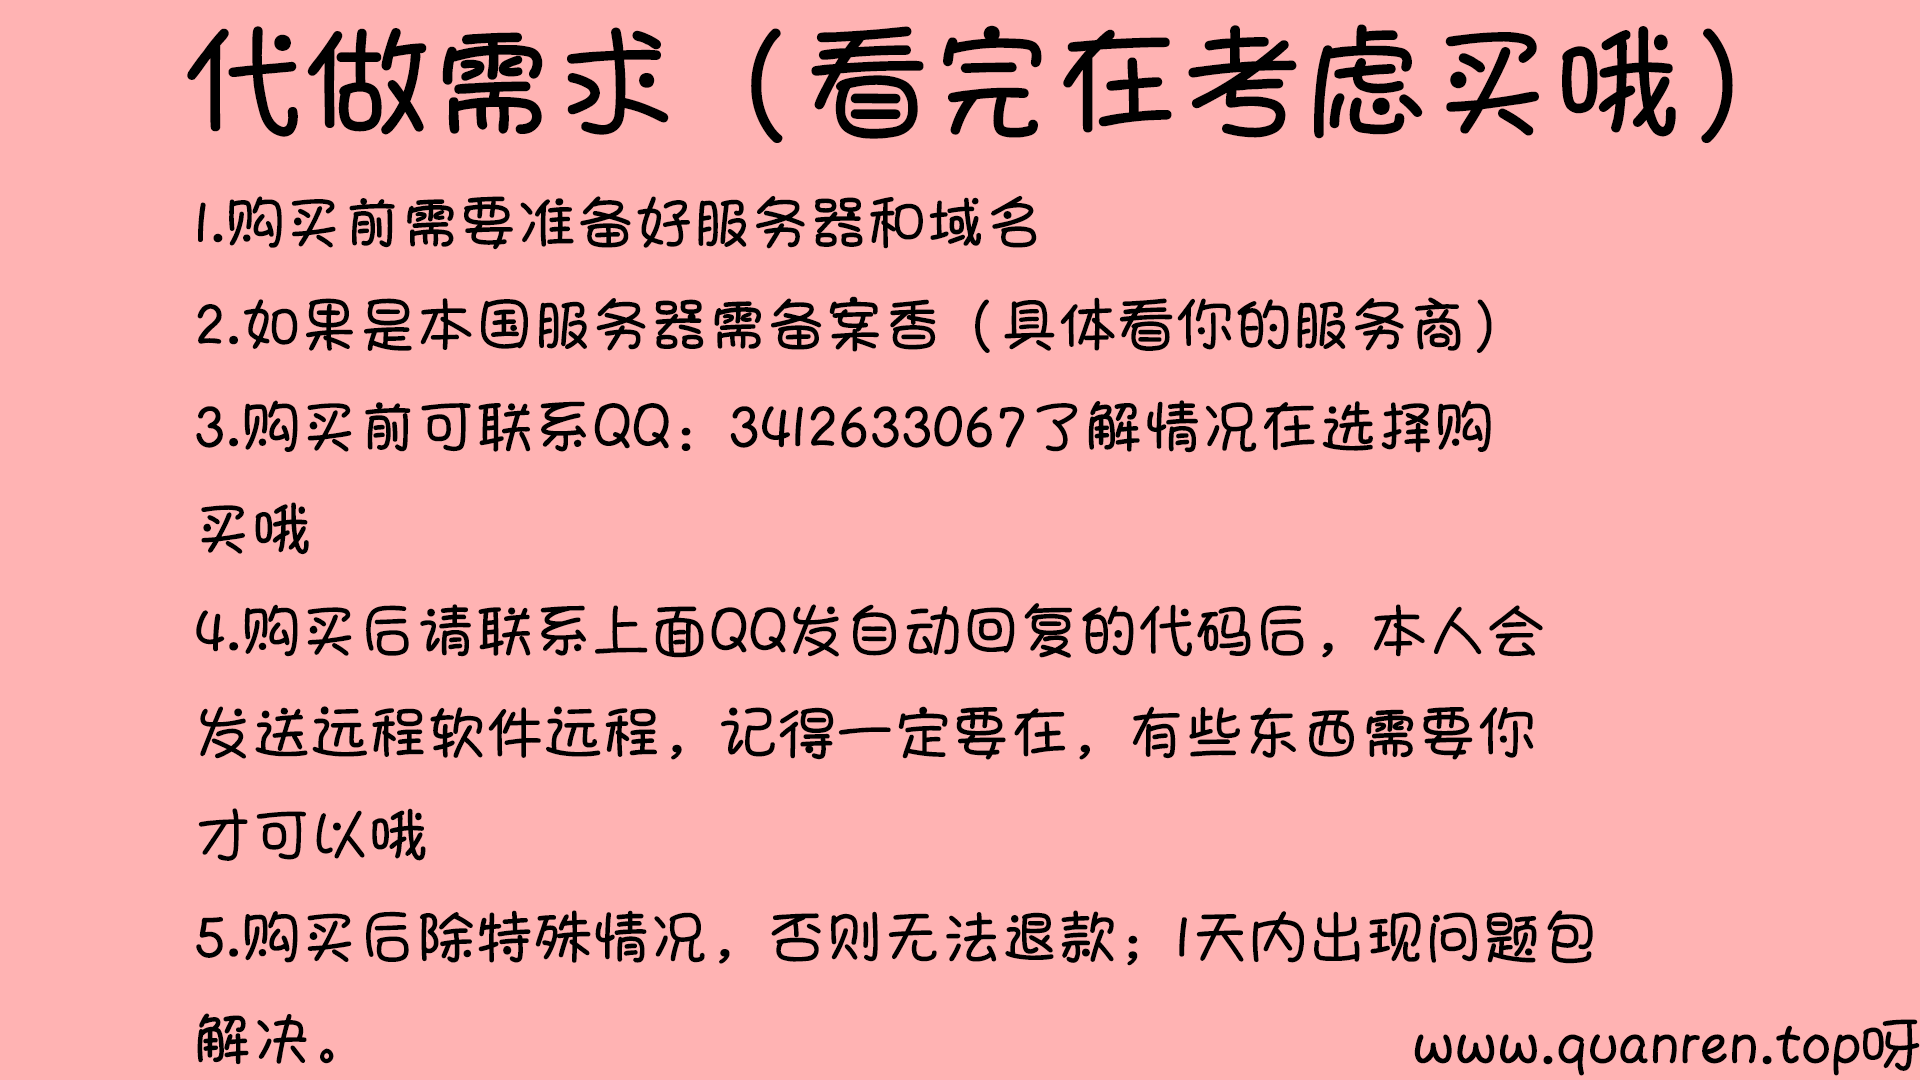 代做需求（看完在考虑买哦）
1.购买前需要准备好服务器和域名
2.如果是本国服务器需备案香（具体看你的服务商）
3.购买前可联系QQ：3412633067了解情况在选择购
买哦
4.购买后请联系上面QQ发自动回复的代码后，本人会
发送远程软件远程，记得一定要在，有些东西需要你
才可以哦
5.购买后除特殊情况，否则无法退款；1天内出现问题包
解决。
www.quanren.top呀